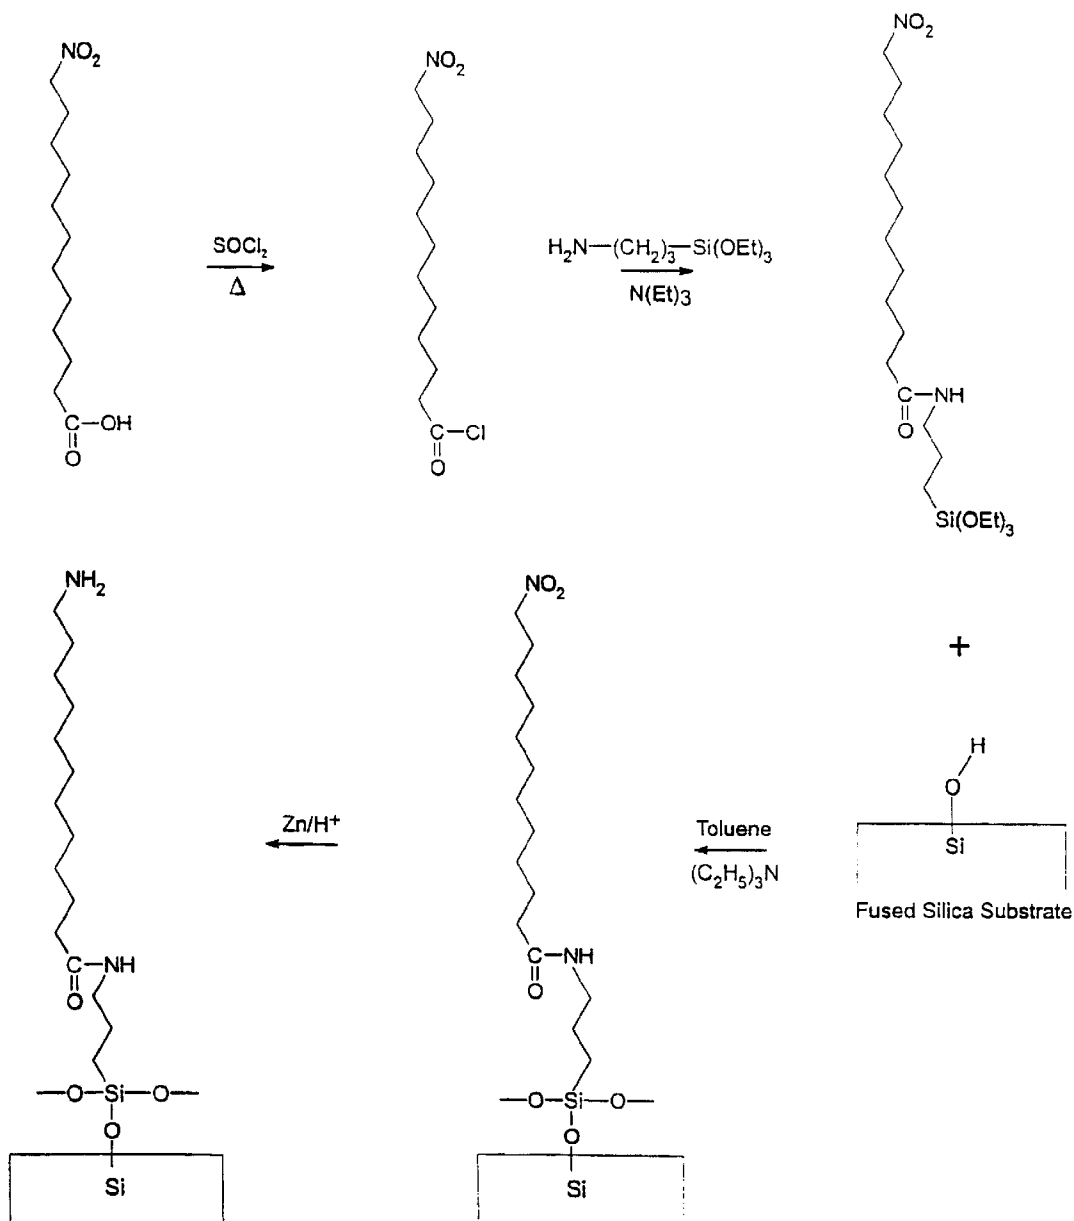 NO2
NO2
NO2
SOCl2
Δ
H2N—(CH2)3—Si(OEt)3
N(Et)3
C—OH
O
C—Cl
O
C—NH
O
Si(OEt)3
NH2
NO2
+
H
O
Si
Fused Silica Substrate
Zn/H+
Toluene
(C2H5)3N
C—NH
O
C—NH
O
—O—Si—O—
O
Si
—O—Si—O—
O
Si